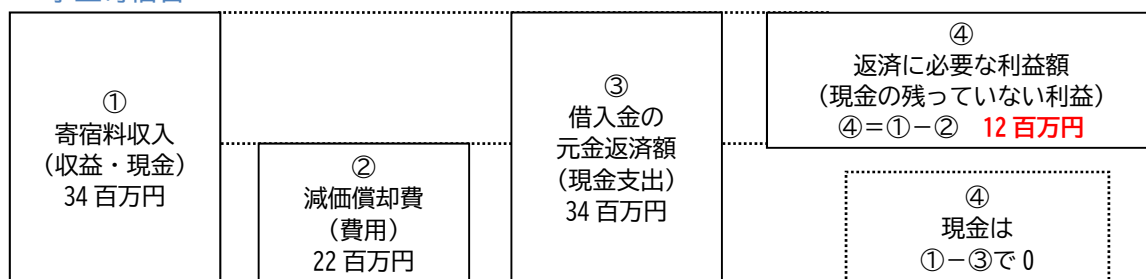 ①
寄宿料収入
（収益・現金）
34 百万円
②
減価償却費
（費用）
22 百万円
③
借入金の
元金返済額
（現金支出）
34 百万円
④
返済に必要な利益額
（現金の残っていない利益）
④＝①－② 12 百万円
④
現金は
①－③で 0